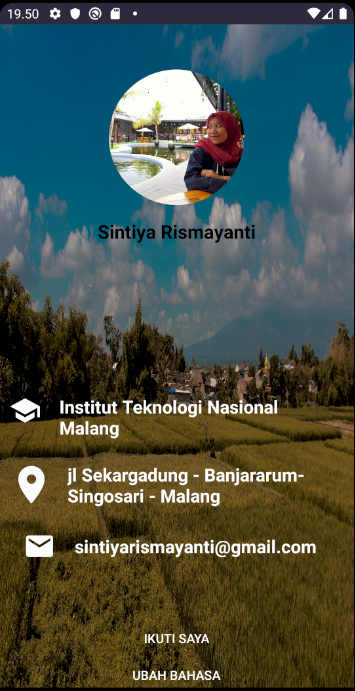 19.50
Sintiya Rismayanti
Institut Teknologi Nasional
Malang
jl Sekargadung - Banjararum-
Singosari - Malang
sintiyarismayanti@gmail.com
IKUTI SAYA
UBAH BAHASA